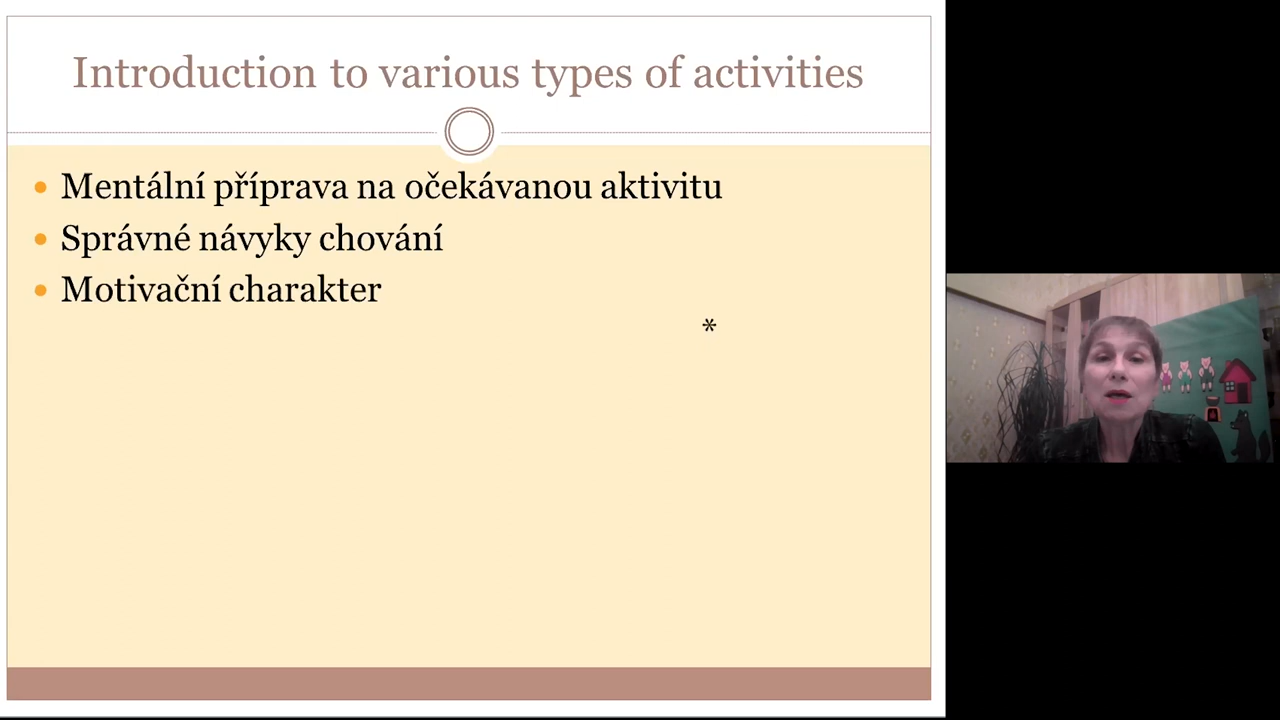 Introduction to various types of activities
Mentální příprava na očekávanou aktivitu
Správné návyky chování
Motivační charakter
*